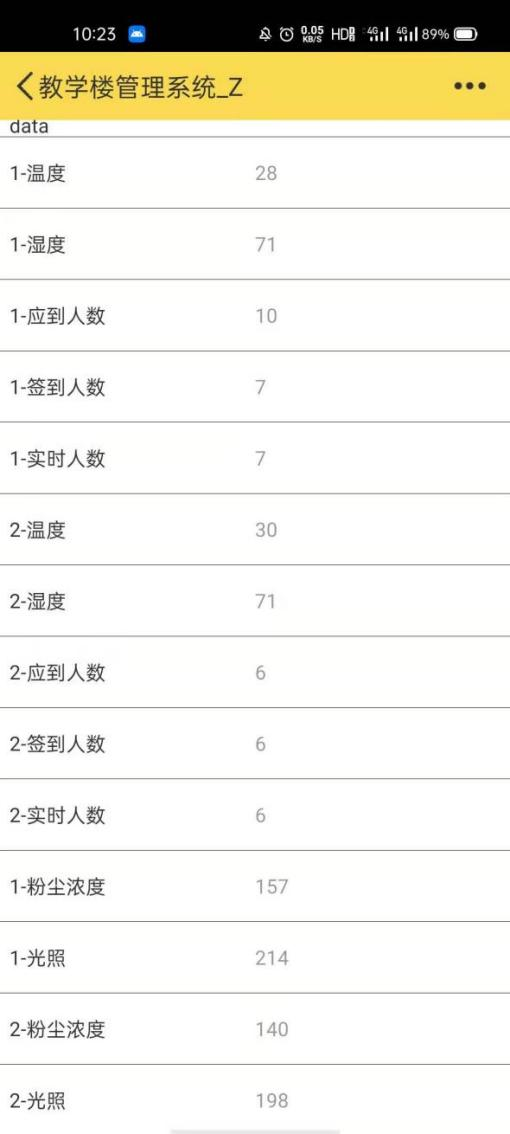 10:23 0.05 KB/S HD 4G 4G 89%
教学楼管理系统_Z
data
1-温度 28
1-湿度 71
1-应到人数 10
1-签到人数 7
1-实时人数 7
2-温度 30
2-湿度 71
2-应到人数 6
2-签到人数 6
2-实时人数 6
1-粉尘浓度 157
1-光照 214
2-粉尘浓度 140
2-光照 198